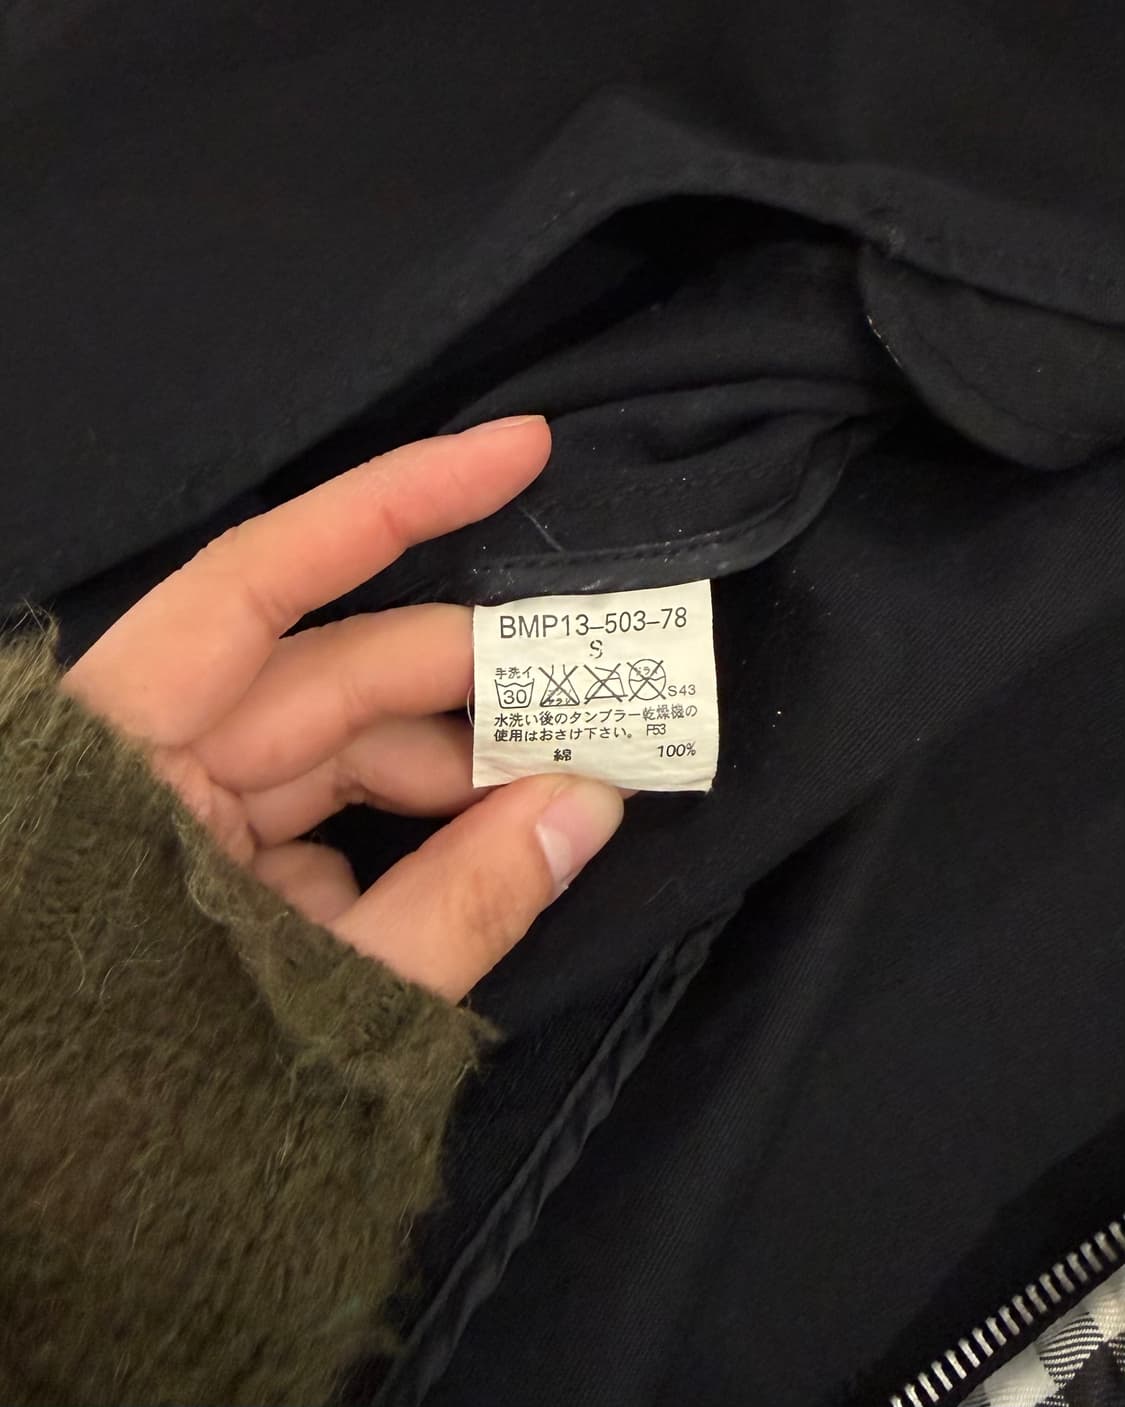 BMP13–503–78
S
手洗イ
30 S43
水洗い後のタンブラー乾燥機の
使用はおさけ下さい。 F53
綿 100%